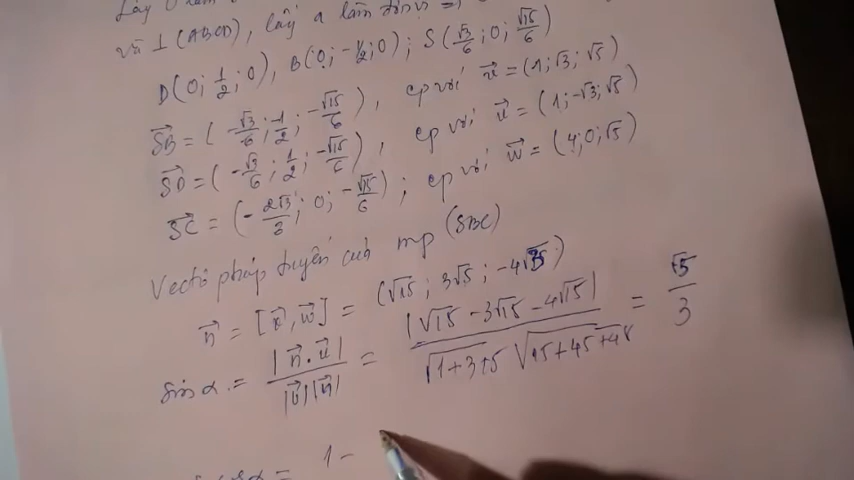 Lấy O làm
và ⊥ (ABCD), lấy a làm đơn vị
D(0; 1/2; 0), B(0; -1/2; 0); S(√3/6; 0; √15/6)
SB→ = (-√3/6; -1/2; -√15/6), cp với v→ = (1; √3; √5)
SD→ = (-√3/6; 1/2; -√15/6), cp với u→ = (1; -√3; √5)
SC→ = (-2√3/3; 0; -√15/6); cp với w→ = (4; 0; √5)
Vectơ pháp tuyến của mp (SBC)
n→ = [v→, w→] = (√15; 3√5; -4√3)
sin α = |n→.u→| / |u→||n→| = |√15 - 3√15 - 4√15| / √1+3+5 √15+45+48 = √5/3
1 -